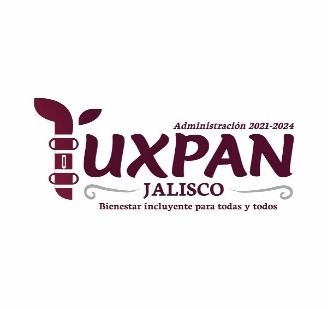 Administración 2021-2024
TUXPAN
JALISCO
Bienestar incluyente para todas y todos